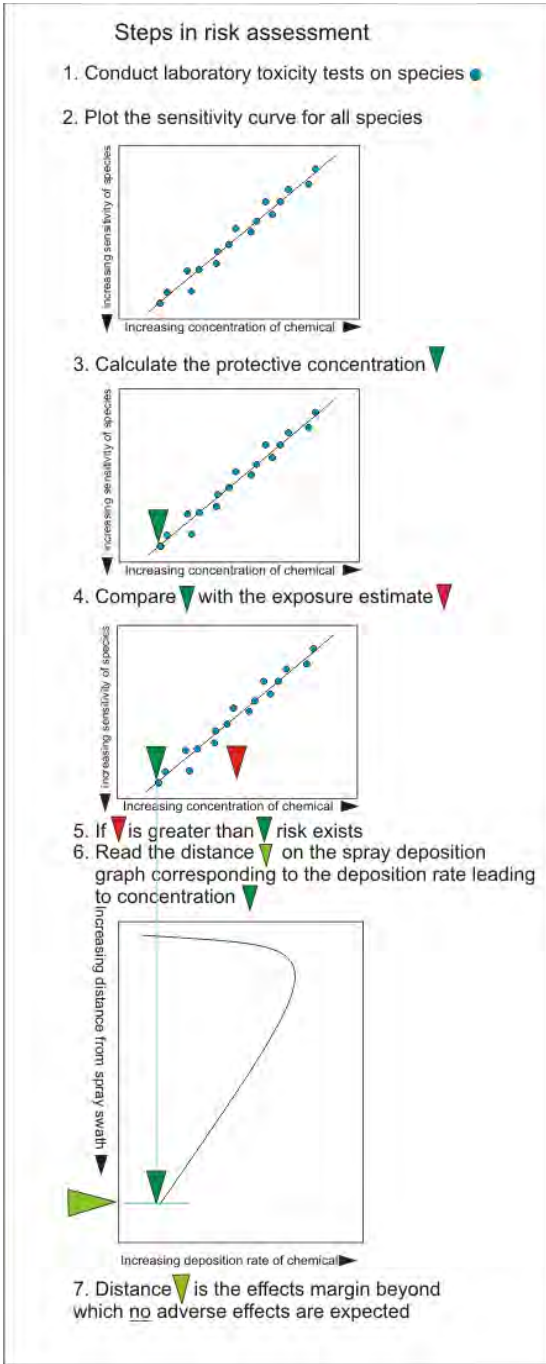 Steps in risk assessment
1. Conduct laboratory toxicity tests on species
2. Plot the sensitivity curve for all species
increasing sensitivity of species
Increasing concentration of chemical
3. Calculate the protective concentration
increasing sensitivity of species
Increasing concentration of chemical
4. Compare with the exposure estimate
increasing sensitivity of species
Increasing concentration of chemical
5. If is greater than risk exists
6. Read the distance on the spray deposition
graph corresponding to the deposition rate leading
to concentration
Increasing distance from spray swath
Increasing deposition rate of chemical
7. Distance is the effects margin beyond
which no adverse effects are expected